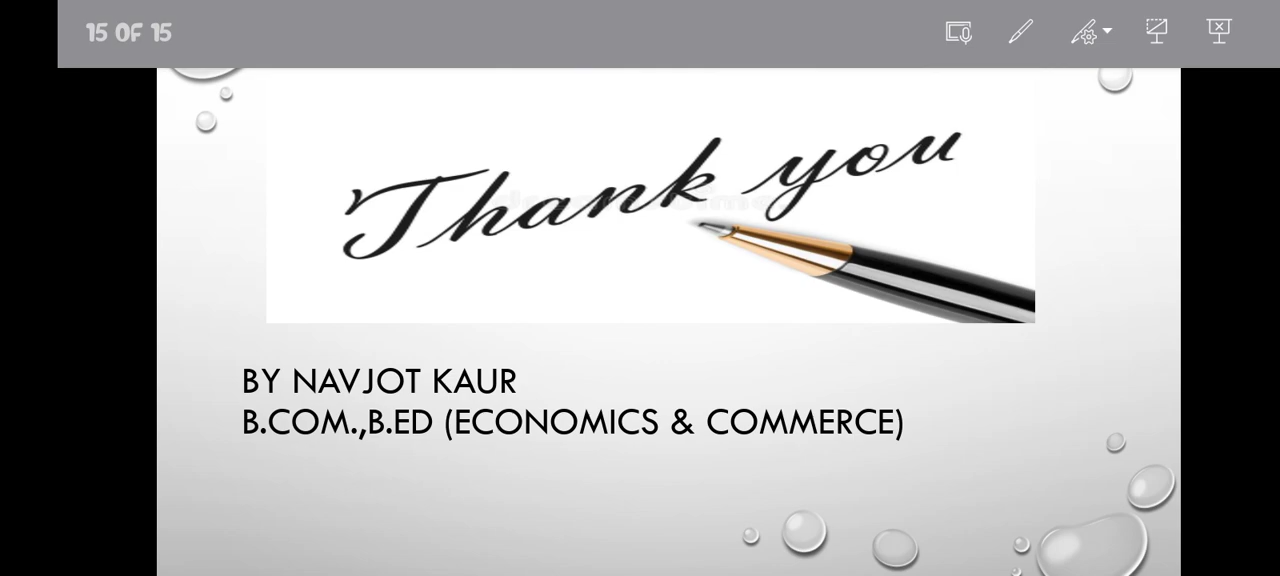 15 OF 15
Thank you
BY NAVJOT KAUR
B.COM.,B.ED (ECONOMICS & COMMERCE)